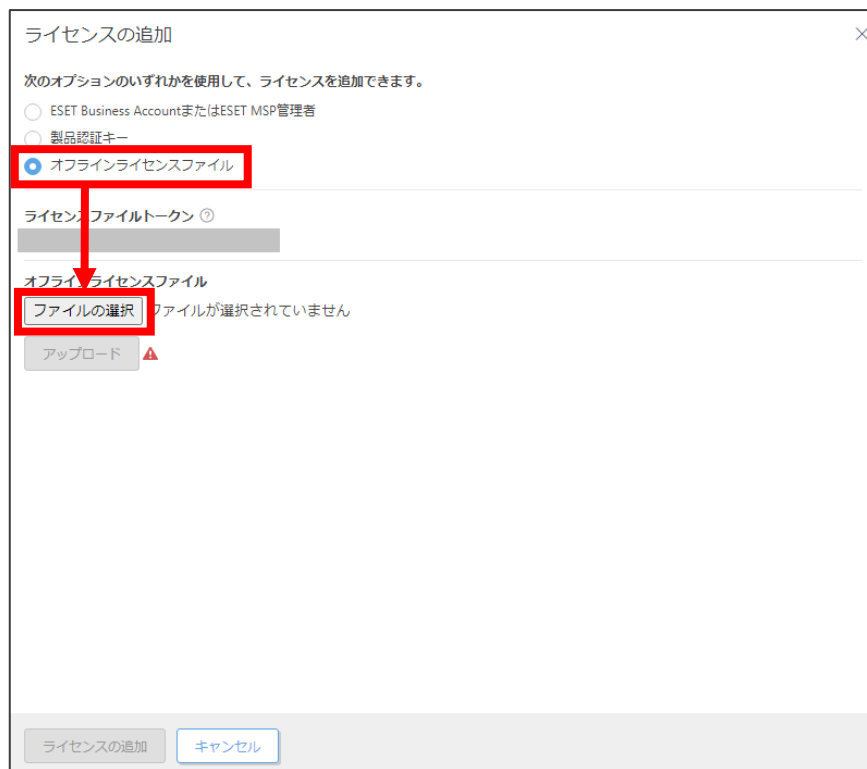 ライセンスの追加
次のオプションのいずれかを使用して、ライセンスを追加できます。
ESET Business AccountまたはESET MSP管理者
製品認証キー
オフラインライセンスファイル
ライセンスファイルトークン
オフラインライセンスファイル
ファイルの選択 ファイルが選択されていません
アップロード
ライセンスの追加 キャンセル